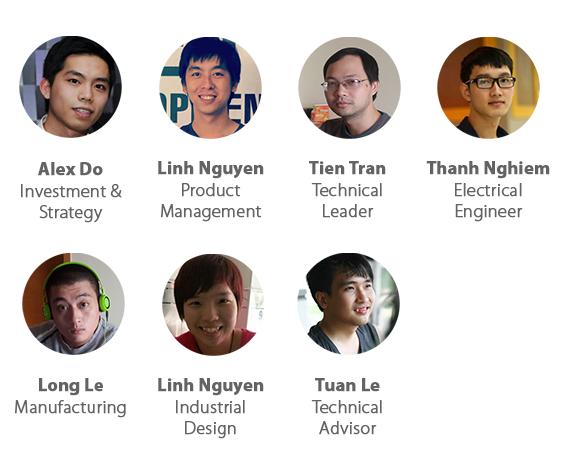 OPEN
Alex Do
Investment &
Strategy
Linh Nguyen
Product
Management
Tien Tran
Technical
Leader
Thanh Nghiem
Electrical
Engineer
Long Le
Manufacturing
Linh Nguyen
Industrial
Design
Tuan Le
Technical
Advisor